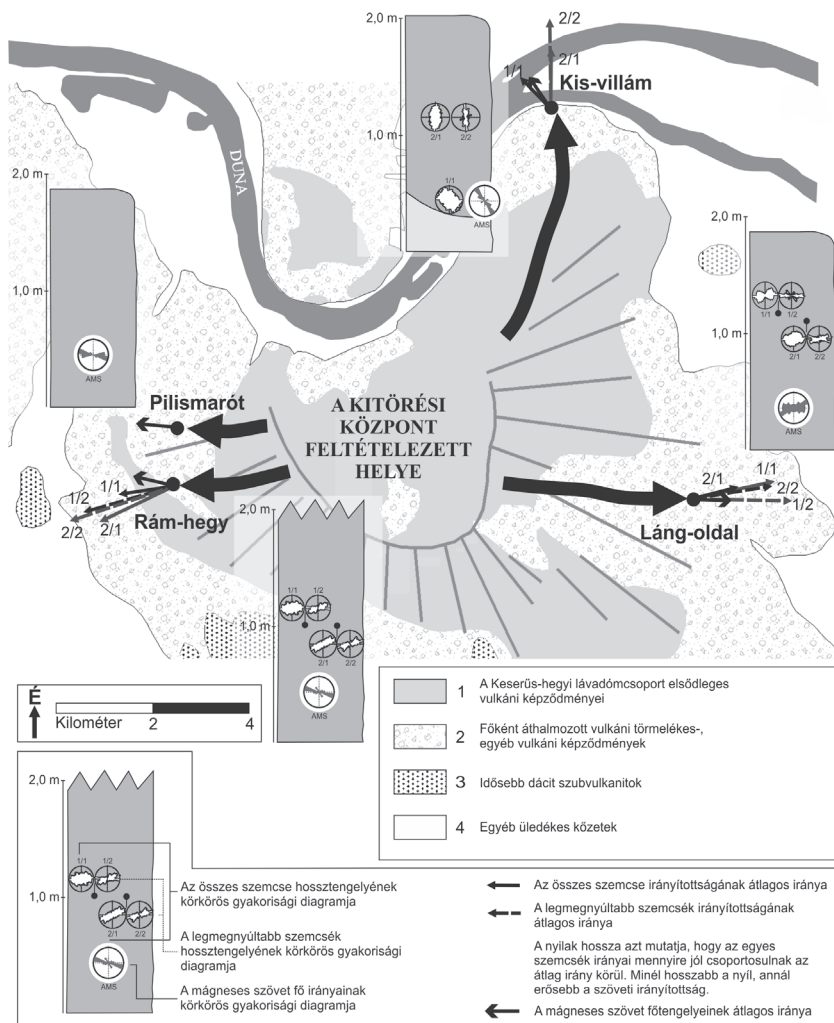 2,0 m
1,0 m
2/1
2/2
1/1
AMS
2/2
2/1
1/1
Kis-villám
DUNA
2,0 m
1,0 m
AMS
2,0 m
1,0 m
1/1
1/2
2/1
2/2
AMS
Pilismarót
A KITÖRÉSI
KÖZPONT
FELTÉTELEZETT
HELYE
1/1
1/2
2/2
2/1
Rám-hegy
2/1
1/1
2/2
1/2
Láng-oldal
2,0 m
1,0 m
1/1
1/2
2/1
2/2
AMS
É
Kilométer
2
4
1 A Keserűs-hegyi lávadómcsoport elsődleges
vulkáni képződményei
2 Főként áthalmozott vulkáni törmelékes-,
egyéb vulkáni képződmények
3 Idősebb dácit szubvulkanitok
4 Egyéb üledékes kőzetek
2,0 m
1,0 m
1/1
1/2
2/1
2/2
AMS
Az összes szemcse hossztengelyének
körkörös gyakorisági diagramja
A legmegnyúltabb szemcsék
hossztengelyének körkörös gyakorisági
diagramja
A mágneses szövet fő irányainak
körkörös gyakorisági diagramja
Az összes szemcse irányítottságának átlagos iránya
A legmegnyúltabb szemcsék irányítottságának
átlagos iránya
A nyilak hossza azt mutatja, hogy az egyes
szemcsék irányai mennyire jól csoportosulnak az
átlag irány körül. Minél hosszabb a nyíl, annál
erősebb a szöveti irányítottság.
A mágneses szövet főtengelyeinek átlagos iránya